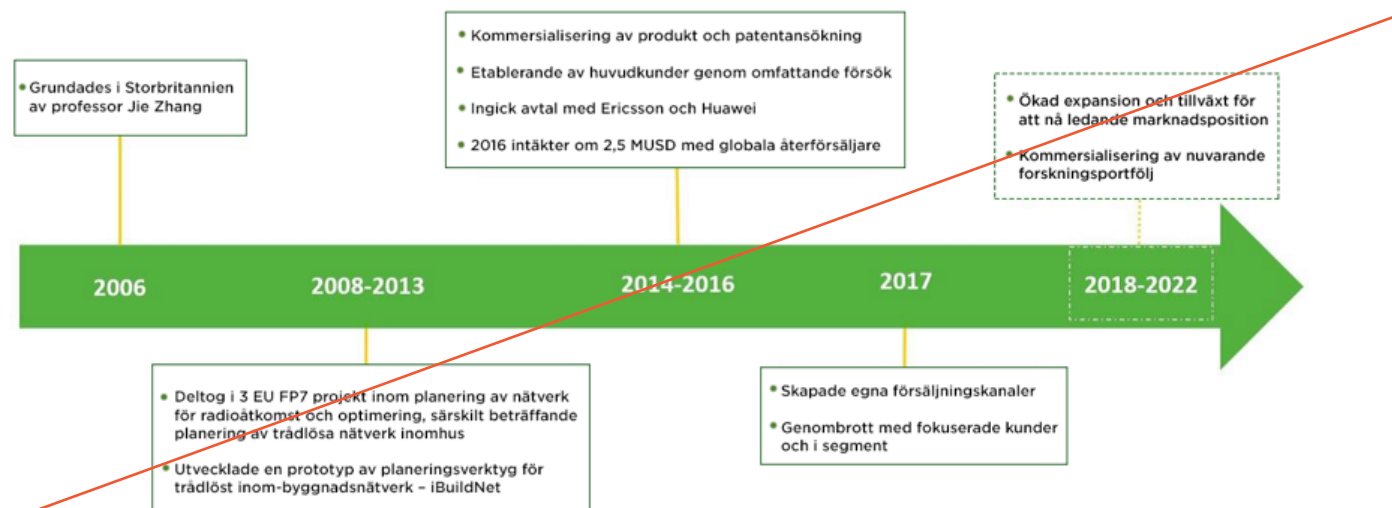 Grundades i Storbritannien
av professor Jie Zhang
Kommersialisering av produkt och patentansökning
Etablerande av huvudkunder genom omfattande försök
Ingick avtal med Ericsson och Huawei
2016 intäkter om 2,5 MUSD med globala återförsäljare
Ökad expansion och tillväxt för
att nå ledande marknadsposition
Kommersialisering av nuvarande
forskningsportfölj
2006
2008-2013
2014-2016
2017
2018-2022
Deltog i 3 EU FP7 projekt inom planering av nätverk
för radioåtkomst och optimering, särskilt beträffande
planering av trådlösa nätverk inomhus
Utvecklade en prototyp av planeringsverktyg för
trådlöst inom-byggnadsnätverk – iBuildNet
Skapade egna försäljningskanaler
Genombrott med fokuserade kunder
och i segment